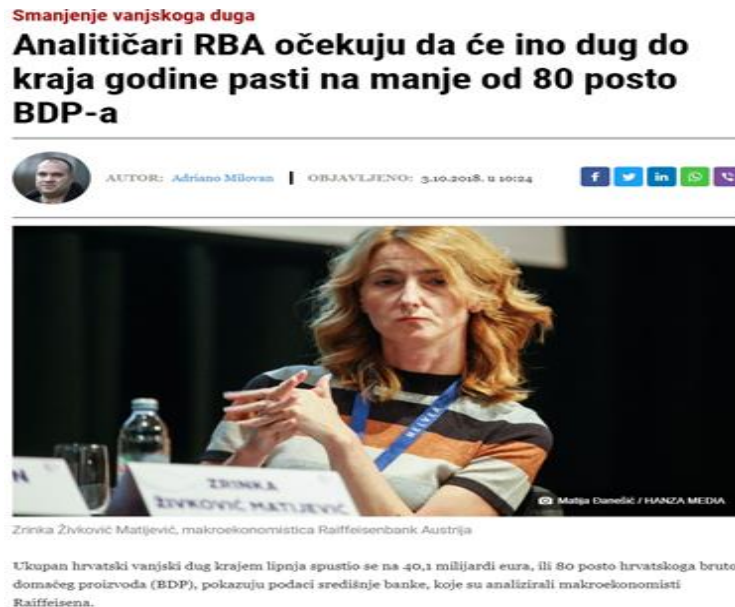 Smanjenje vanjskoga duga
Analitičari RBA očekuju da će ino dug do
kraja godine pasti na manje od 80 posto
BDP-a
AUTOR: Adriano Milovan | OBJAVLJENO: 3.10.2018. u 10:24
N
ZRINKA
ŽIVKOVIĆ MATIJEVIĆ
Matija Đanešić / HANZA MEDIA
Zrinka Živković Matijević, makroekonomistica Raiffeisenbank Austrija
Ukupan hrvatski vanjski dug krajem lipnja spustio se na 40,1 milijardi eura, ili 80 posto hrvatskoga bruto
domaćeg proizvoda (BDP), pokazuju podaci središnje banke, koje su analizirali makroekonomisti
Raiffeisena.